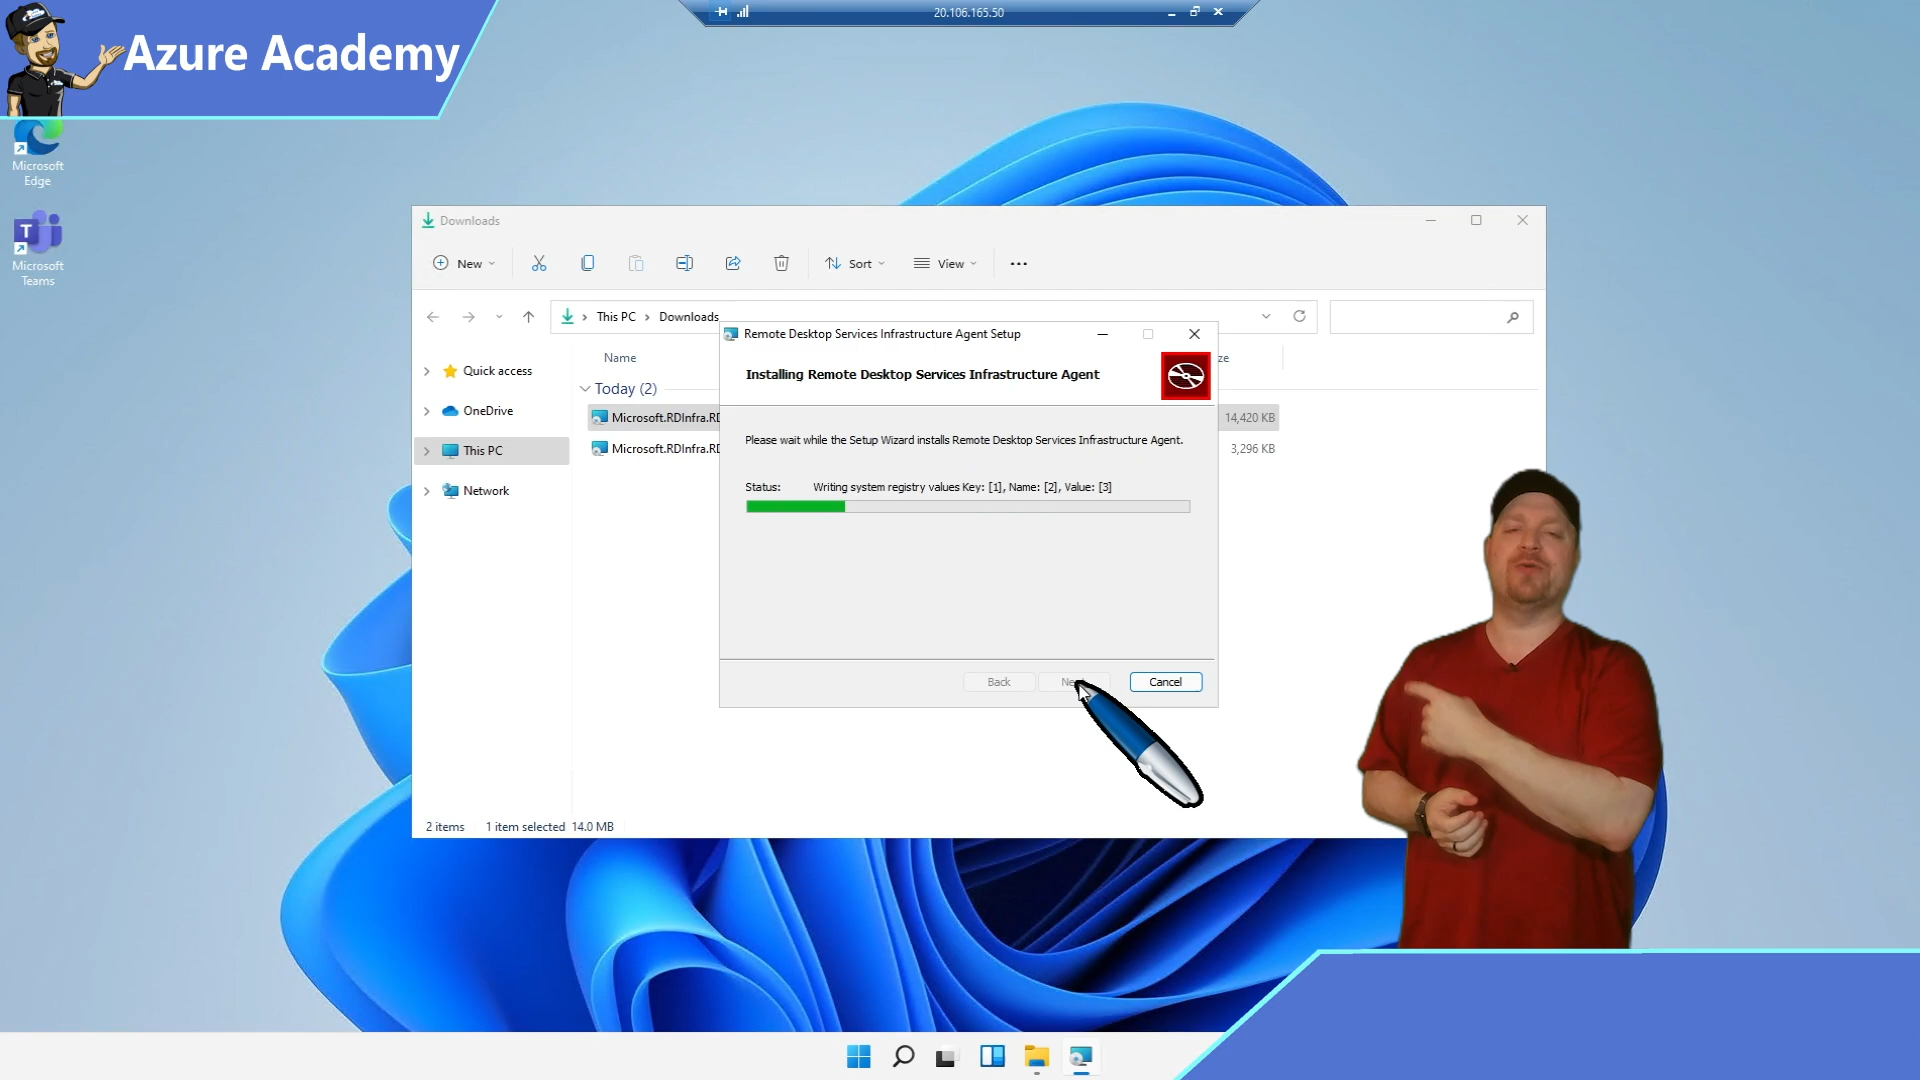 20.106.165.50
Azure Academy
Microsoft
Edge
Microsoft
Teams
Downloads
New
Sort
View
This PC
Downloads
Name
Quick access
OneDrive
This PC
Network
Today (2)
Microsoft.RDInfra.RD
14,420 KB
Microsoft.RDInfra.RD
3,296 KB
Remote Desktop Services Infrastructure Agent Setup
Installing Remote Desktop Services Infrastructure Agent
Please wait while the Setup Wizard installs Remote Desktop Services Infrastructure Agent.
Status: Writing system registry values Key: [1], Name: [2], Value: [3]
Back
Cancel
2 items 1 item selected 14.0 MB